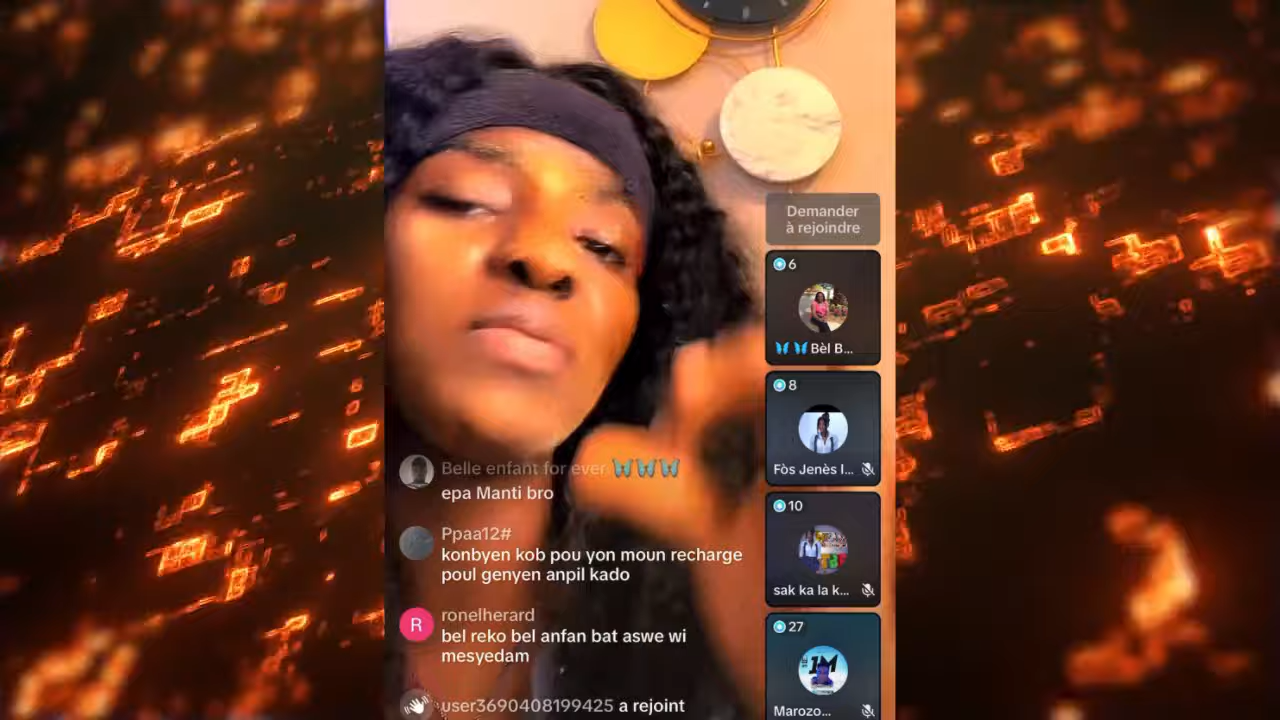 Demander
à rejoindre
6
Bèl B...
8
Fòs Jenès I...
10
sak ka la k...
27
1M
Marozo...
Belle enfant for ever
epa Manti bro
Ppaa12#
konbyen kob pou yon moun recharge
poul genyen anpil kado
R
ronelherard
bel reko bel anfan bat aswe wi
mesyedam
user3690408199425 a rejoint